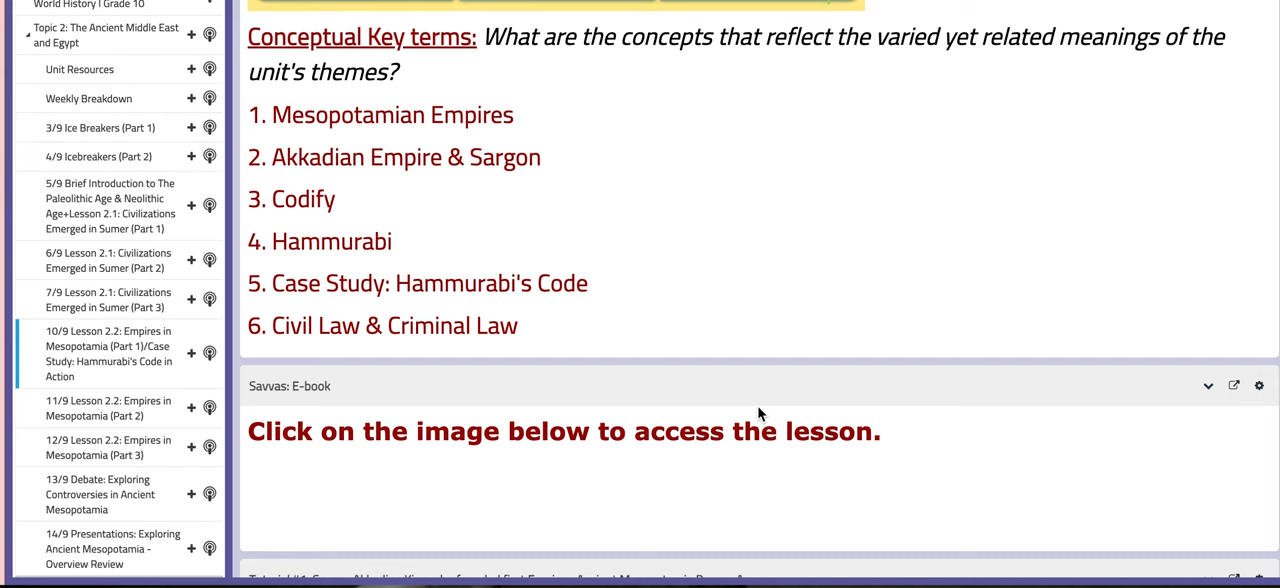 World History I Grade 10
Topic 2: The Ancient Middle East
and Egypt
Unit Resources
Weekly Breakdown
3/9 Ice Breakers (Part 1)
4/9 Icebreakers (Part 2)
5/9 Brief Introduction to The
Paleolithic Age & Neolithic
Age+Lesson 2.1: Civilizations
Emerged in Sumer (Part 1)
6/9 Lesson 2.1: Civilizations
Emerged in Sumer (Part 2)
7/9 Lesson 2.1: Civilizations
Emerged in Sumer (Part 3)
10/9 Lesson 2.2: Empires in
Mesopotamia (Part 1)/Case
Study: Hammurabi's Code in
Action
11/9 Lesson 2.2: Empires in
Mesopotamia (Part 2)
12/9 Lesson 2.2: Empires in
Mesopotamia (Part 3)
13/9 Debate: Exploring
Controversies in Ancient
Mesopotamia
14/9 Presentations: Exploring
Ancient Mesopotamia -
Overview Review
Conceptual Key terms: What are the concepts that reflect the varied yet related meanings of the
unit's themes?
1. Mesopotamian Empires
2. Akkadian Empire & Sargon
3. Codify
4. Hammurabi
5. Case Study: Hammurabi's Code
6. Civil Law & Criminal Law
Savvas: E-book
Click on the image below to access the lesson.